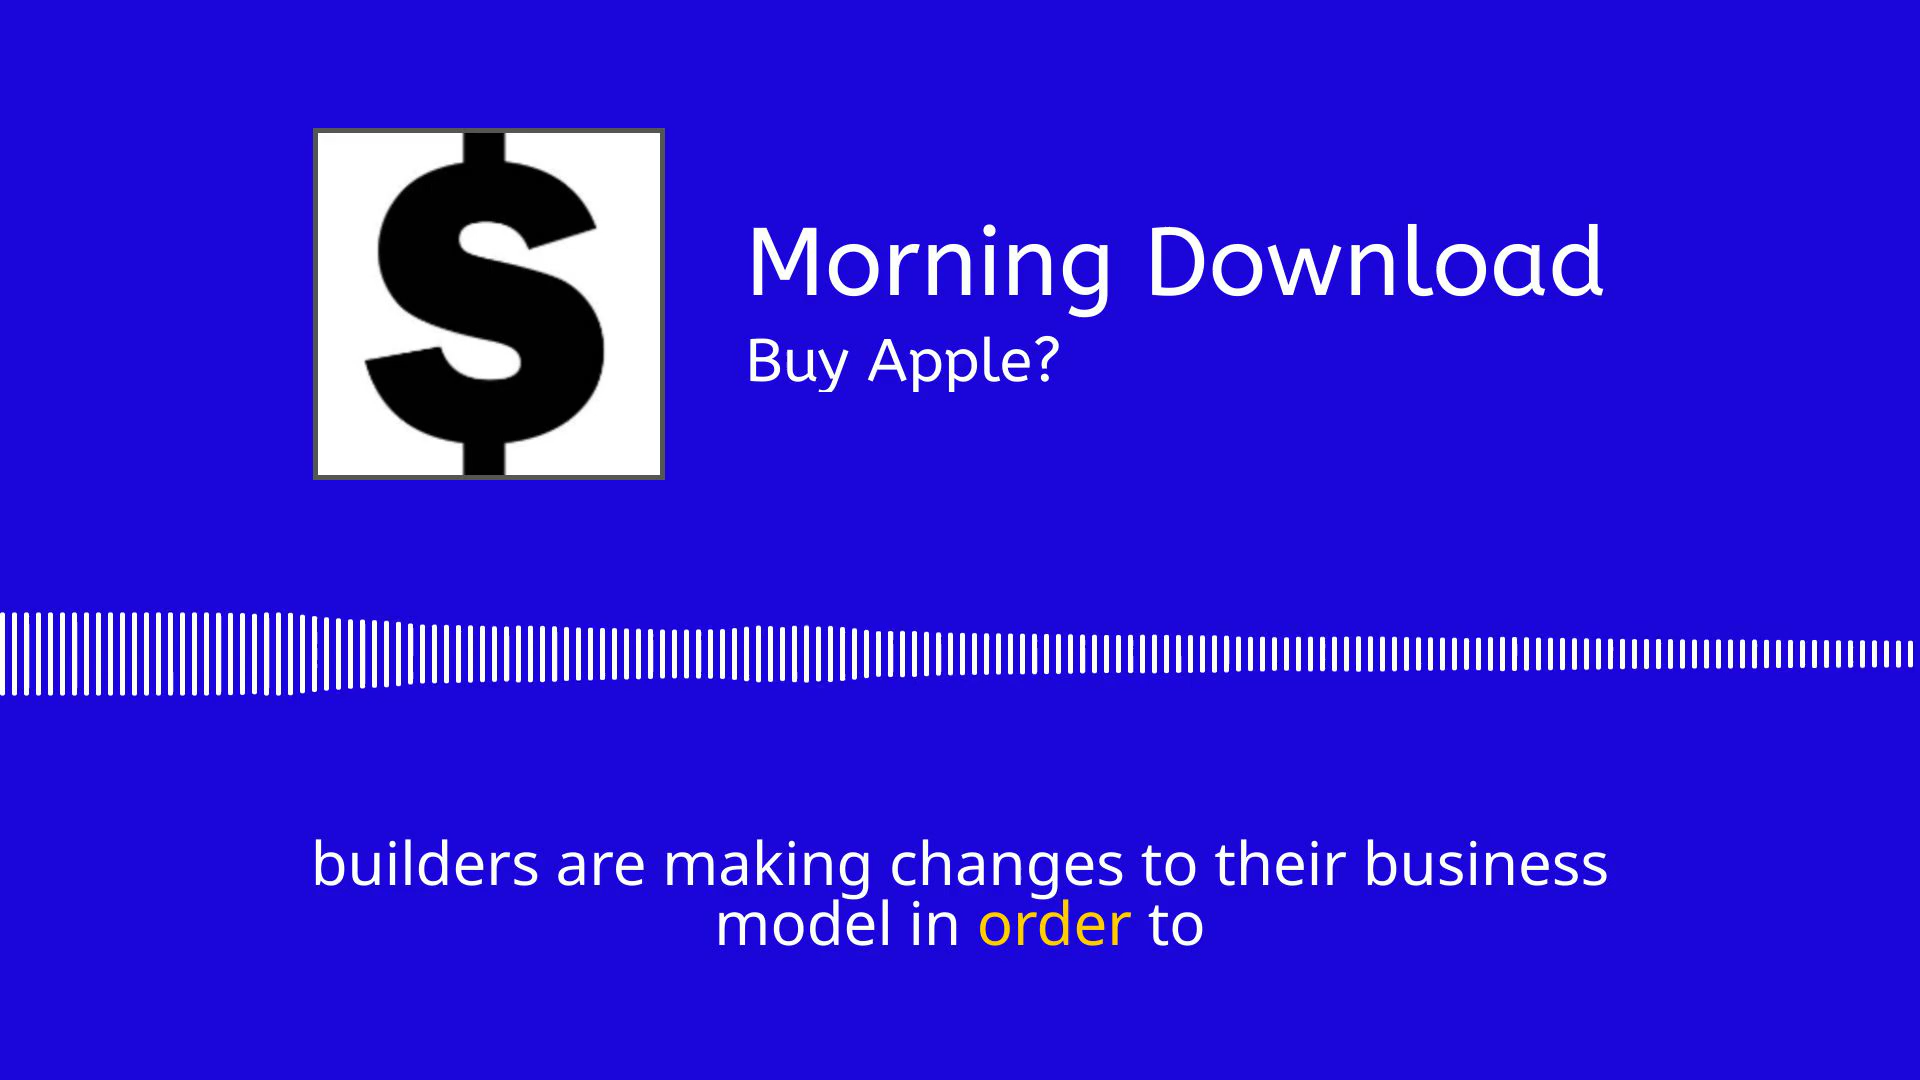 $
Morning Download
Buy Apple?
builders are making changes to their business
model in order to